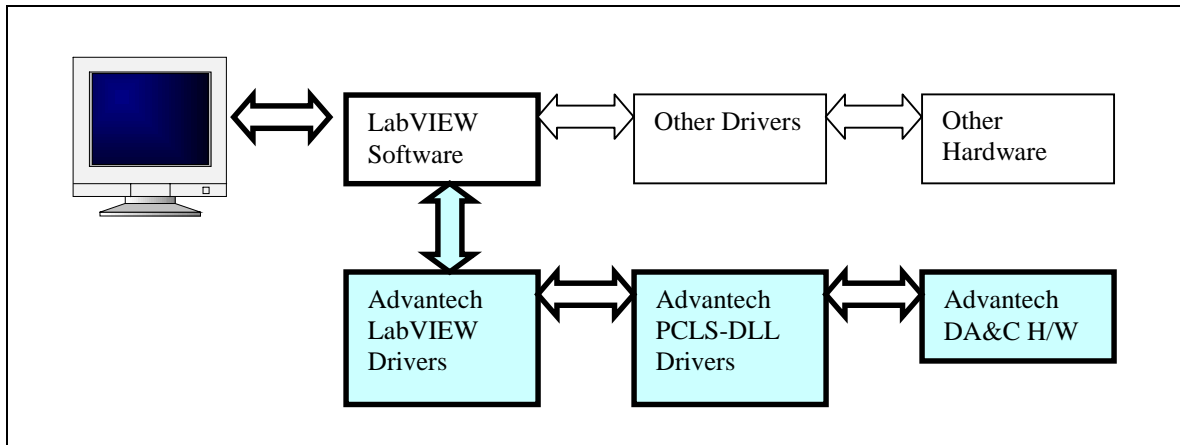 LabVIEW
Software
Other Drivers
Other
Hardware
Advantech
LabVIEW
Drivers
Advantech
PCLS-DLL
Drivers
Advantech
DA&C H/W